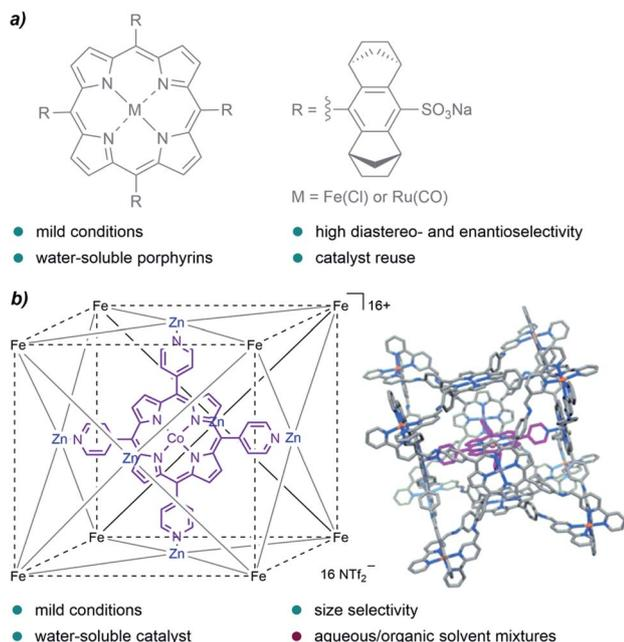 a)
R
N N
R M R
N N
R
R = SO₃Na
M = Fe(Cl) or Ru(CO)
mild conditions
water-soluble porphyrins
high diastereo- and enantioselectivity
catalyst reuse
b)
Fe Fe 16+
Zn
Fe Fe
N
N N Zn
Zn N Co N Zn
Zn N N
N
Fe Fe
Zn
Fe Fe
16 NTf₂⁻
mild conditions
water-soluble catalyst
size selectivity
aqueous/organic solvent mixtures